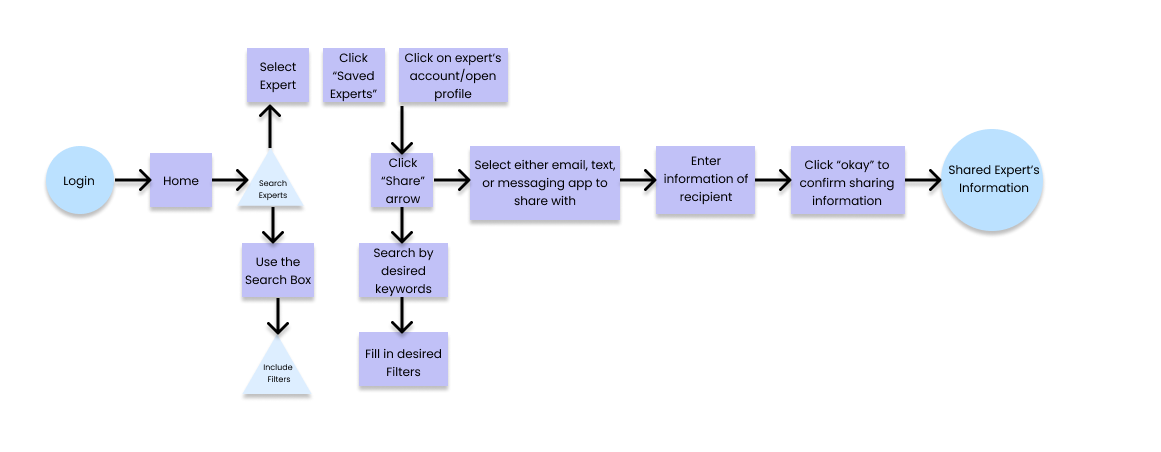 Select
Expert
Click
“Saved
Experts”
Click on expert’s
account/open
profile
Login
Home
Search
Experts
Click
“Share”
arrow
Select either email, text,
or messaging app to
share with
Enter
information of
recipient
Click “okay” to
confirm sharing
information
Shared Expert’s
Information
Use the
Search Box
Search by
desired
keywords
Include
Filters
Fill in desired
Filters